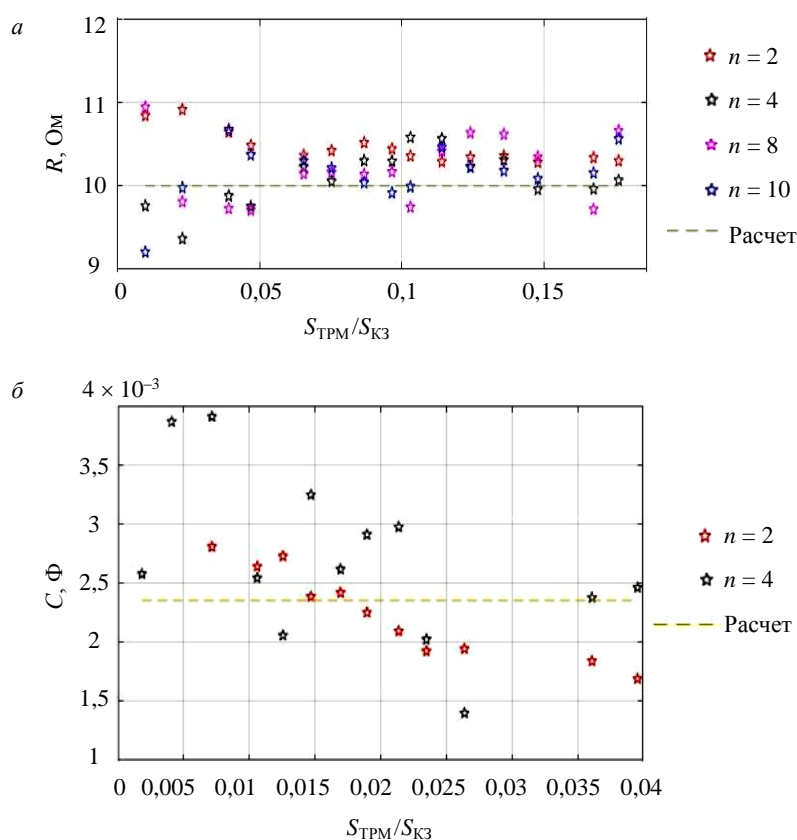 а
12
11
10
9
R, Ом
0
0,05
0,1
0,15
S_ТРМ/S_КЗ
n = 2
n = 4
n = 8
n = 10
Расчет
б
4 × 10⁻³
3,5
3
2,5
2
1,5
1
C, Ф
0
0,005
0,01
0,015
0,02
0,025
0,03
0,035
0,04
S_ТРМ/S_КЗ
n = 2
n = 4
Расчет